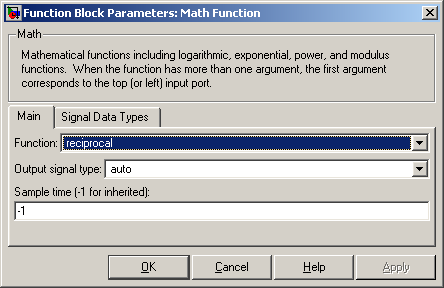 Function Block Parameters: Math Function
Math
Mathematical functions including logarithmic, exponential, power, and modulus
functions. When the function has more than one argument, the first argument
corresponds to the top (or left) input port.
Main Signal Data Types
Function: reciprocal
Output signal type: auto
Sample time (-1 for inherited):
-1
OK Cancel Help Apply